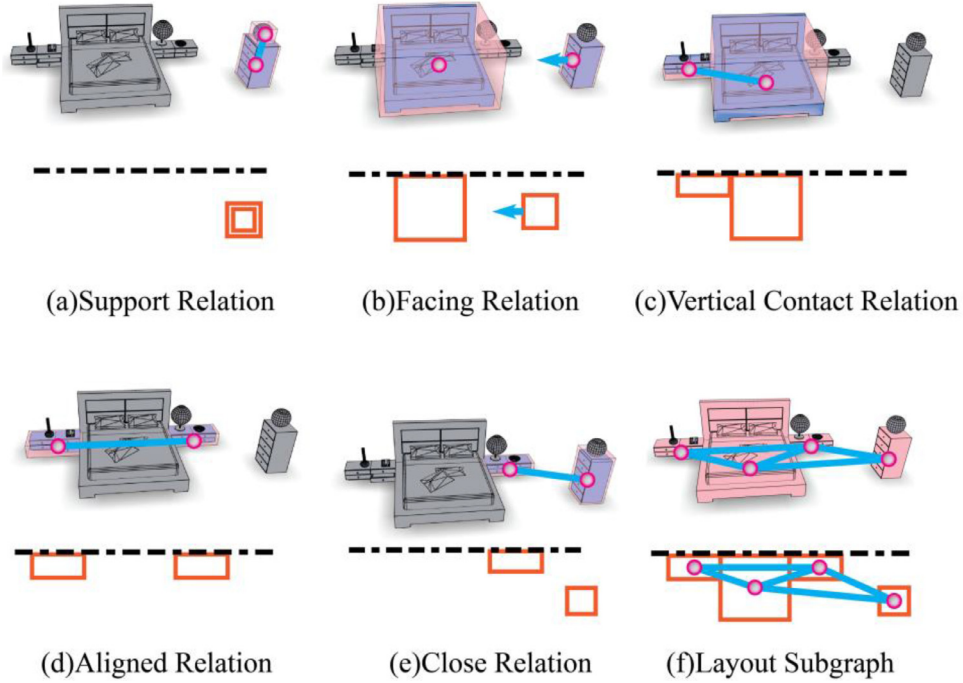 (a)Support Relation
(b)Facing Relation
(c)Vertical Contact Relation
(d)Aligned Relation
(e)Close Relation
(f)Layout Subgraph